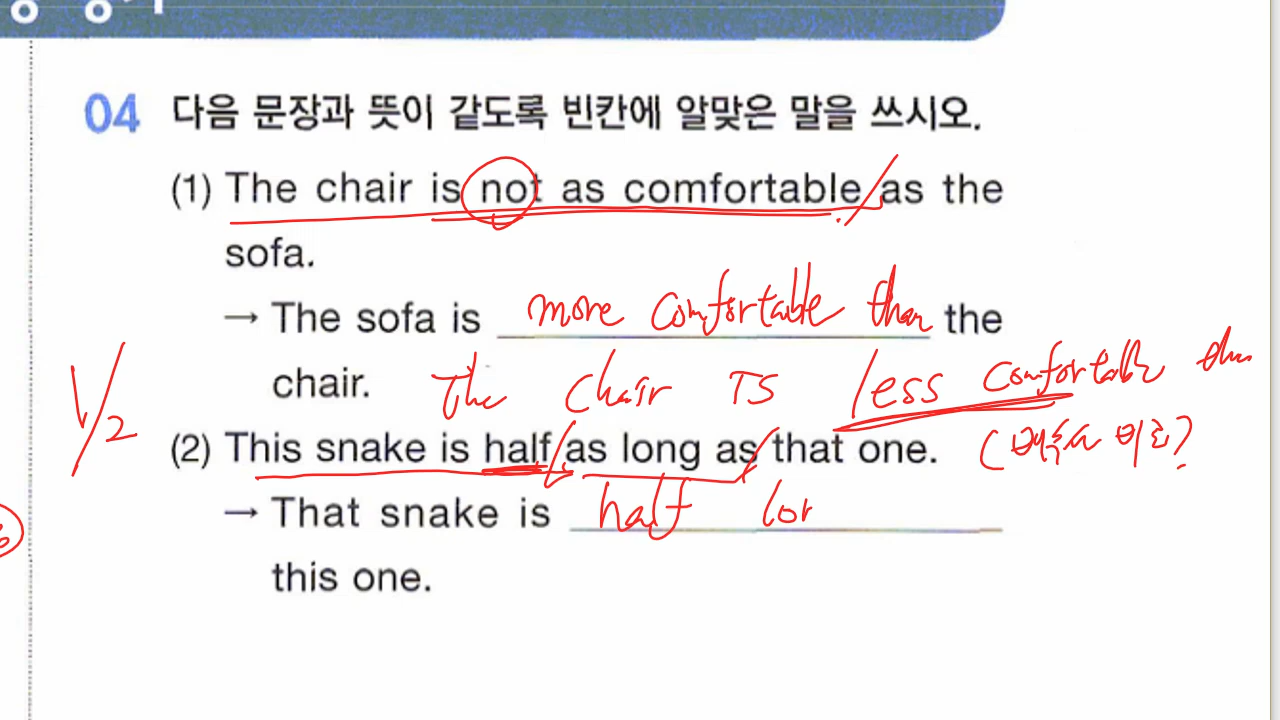 04 다음 문장과 뜻이 같도록 빈칸에 알맞은 말을 쓰시오.
(1) The chair is not as comfortable as the
sofa.
→ The sofa is more comfortable than the
chair. The chair is less comfortable than
1/2
(2) This snake is half as long as that one.
→ That snake is half lon
this one.